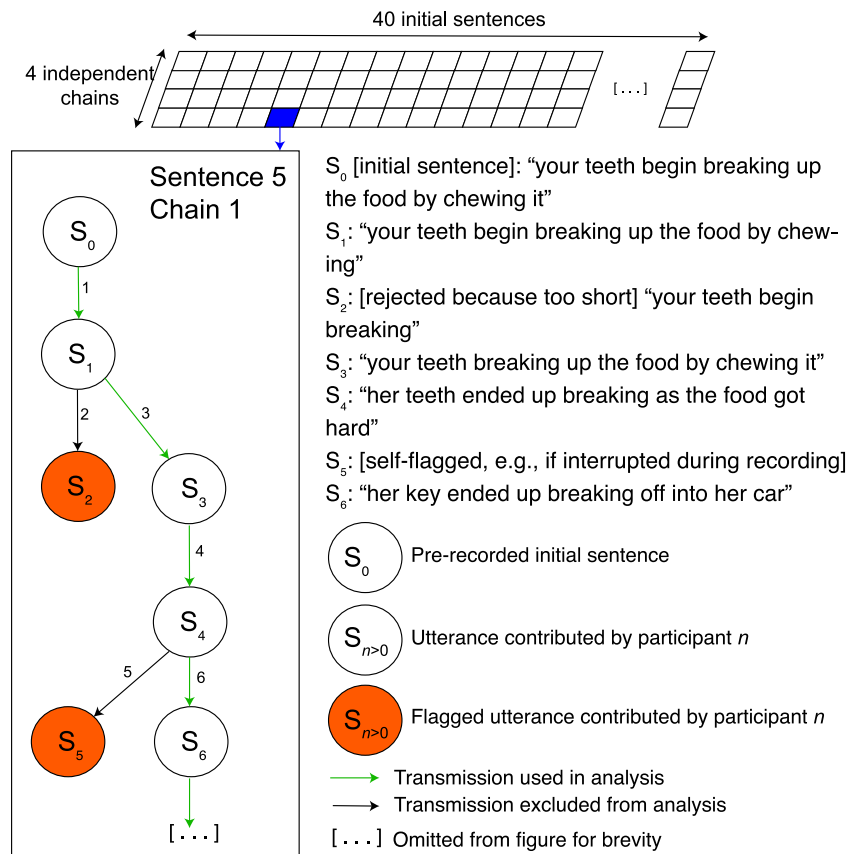 40 initial sentences
4 independent
chains
[...]
Sentence 5
Chain 1
S0
1
S1
2
3
S2
S3
4
S4
5
6
S5
S6
[...]
S0 [initial sentence]: “your teeth begin breaking up
the food by chewing it”
S1: “your teeth begin breaking up the food by chew-
ing”
S2: [rejected because too short] “your teeth begin
breaking”
S3: “your teeth breaking up the food by chewing it”
S4: “her teeth ended up breaking as the food got
hard”
S5: [self-flagged, e.g., if interrupted during recording]
S6: “her key ended up breaking off into her car”
S0 Pre-recorded initial sentence
Sn>0 Utterance contributed by participant n
Sn>0 Flagged utterance contributed by participant n
Transmission used in analysis
Transmission excluded from analysis
[...] Omitted from figure for brevity